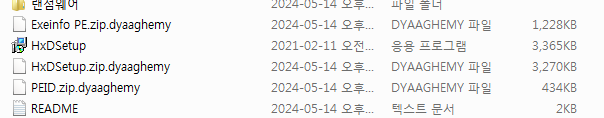 랜섬웨어 2024-05-14 오후... 파일 폴더
Exeinfo PE.zip.dyaaghemy 2024-05-14 오후... DYAAGHEMY 파일 1,228KB
HxDSetup 2021-02-11 오전... 응용 프로그램 3,365KB
HxDSetup.zip.dyaaghemy 2024-05-14 오후... DYAAGHEMY 파일 3,270KB
PEID.zip.dyaaghemy 2024-05-14 오후... DYAAGHEMY 파일 434KB
README 2024-05-14 오후... 텍스트 문서 2KB